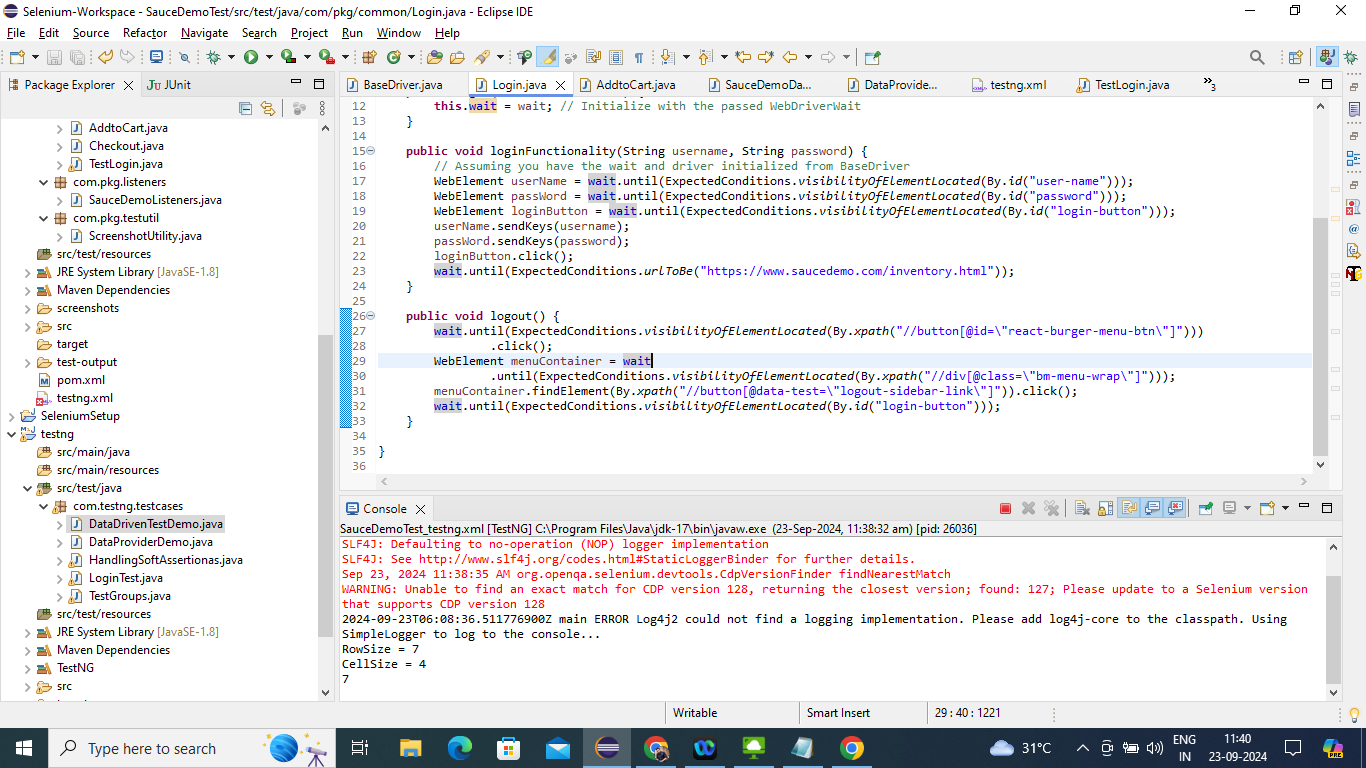 Selenium-Workspace - SauceDemoTest/src/test/java/com/pkg/common/Login.java - Eclipse IDE
File Edit Source Refactor Navigate Search Project Run Window Help
Package Explorer
JUnit
AddtoCart.java
Checkout.java
TestLogin.java
com.pkg.listeners
SauceDemoListeners.java
com.pkg.testutil
ScreenshotUtility.java
src/test/resources
JRE System Library [JavaSE-1.8]
Maven Dependencies
screenshots
src
target
test-output
pom.xml
testng.xml
SeleniumSetup
testng
src/main/java
src/main/resources
src/test/java
com.testng.testcases
DataDrivenTestDemo.java
DataProviderDemo.java
HandlingSoftAssertionas.java
LoginTest.java
TestGroups.java
src/test/resources
JRE System Library [JavaSE-1.8]
Maven Dependencies
TestNG
src
BaseDriver.java Login.java AddtoCart.java SauceDemoDa... DataProvide... testng.xml TestLogin.java »3
12 this.wait = wait; // Initialize with the passed WebDriverWait
13 }
14
15 public void loginFunctionality(String username, String password) {
16 // Assuming you have the wait and driver initialized from BaseDriver
17 WebElement userName = wait.until(ExpectedConditions.visibilityOfElementLocated(By.id("user-name")));
18 WebElement passWord = wait.until(ExpectedConditions.visibilityOfElementLocated(By.id("password")));
19 WebElement loginButton = wait.until(ExpectedConditions.visibilityOfElementLocated(By.id("login-button")));
20 userName.sendKeys(username);
21 passWord.sendKeys(password);
22 loginButton.click();
23 wait.until(ExpectedConditions.urlToBe("https://www.saucedemo.com/inventory.html"));
24 }
25
26 public void logout() {
27 wait.until(ExpectedConditions.visibilityOfElementLocated(By.xpath("//button[@id=\"react-burger-menu-btn\"]")))
28 .click();
29 WebElement menuContainer = wait
30 .until(ExpectedConditions.visibilityOfElementLocated(By.xpath("//div[@class=\"bm-menu-wrap\"]")));
31 menuContainer.findElement(By.xpath("//button[@data-test=\"logout-sidebar-link\"]")).click();
32 wait.until(ExpectedConditions.visibilityOfElementLocated(By.id("login-button")));
33 }
34
35 }
36
Console
SauceDemoTest_testng.xml [TestNG] C:\Program Files\Java\jdk-17\bin\javaw.exe (23-Sep-2024, 11:38:32 am) [pid: 26036]
SLF4J: Defaulting to no-operation (NOP) logger implementation
SLF4J: See http://www.slf4j.org/codes.html#StaticLoggerBinder for further details.
Sep 23, 2024 11:38:35 AM org.openqa.selenium.devtools.CdpVersionFinder findNearestMatch
WARNING: Unable to find an exact match for CDP version 128, returning the closest version; found: 127; Please update to a Selenium version
that supports CDP version 128
2024-09-23T06:08:36.511776900Z main ERROR Log4j2 could not find a logging implementation. Please add log4j-core to the classpath. Using
SimpleLogger to log to the console...
RowSize = 7
CellSize = 4
7
Writable Smart Insert 29 : 40 : 1221
Type here to search
31°C
ENG
IN
11:40
23-09-2024
PRE